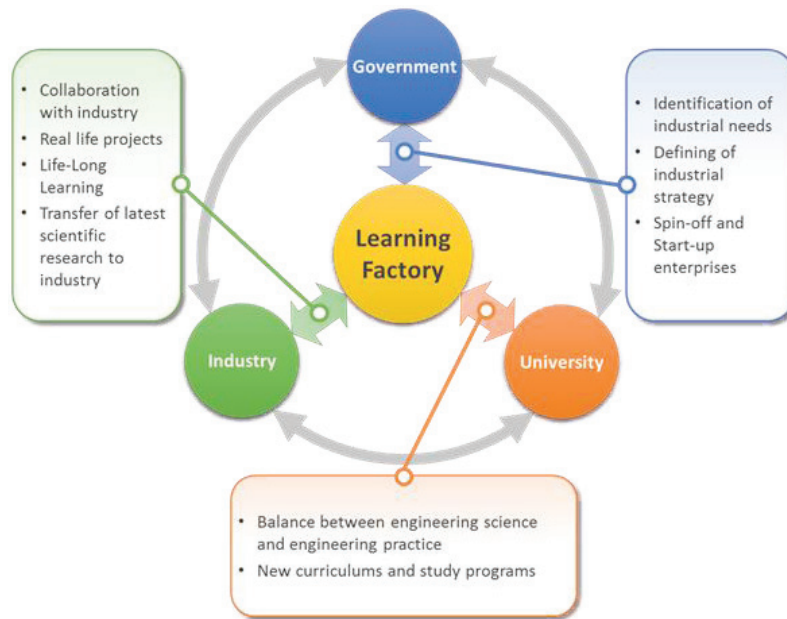 Government
• Collaboration
with industry
• Real life projects
• Life-Long
Learning
• Transfer of latest
scientific
research to
industry
• Identification of
industrial needs
• Defining of
industrial
strategy
• Spin-off and
Start-up
enterprises
Learning
Factory
Industry
University
• Balance between engineering science
and engineering practice
• New curriculums and study programs